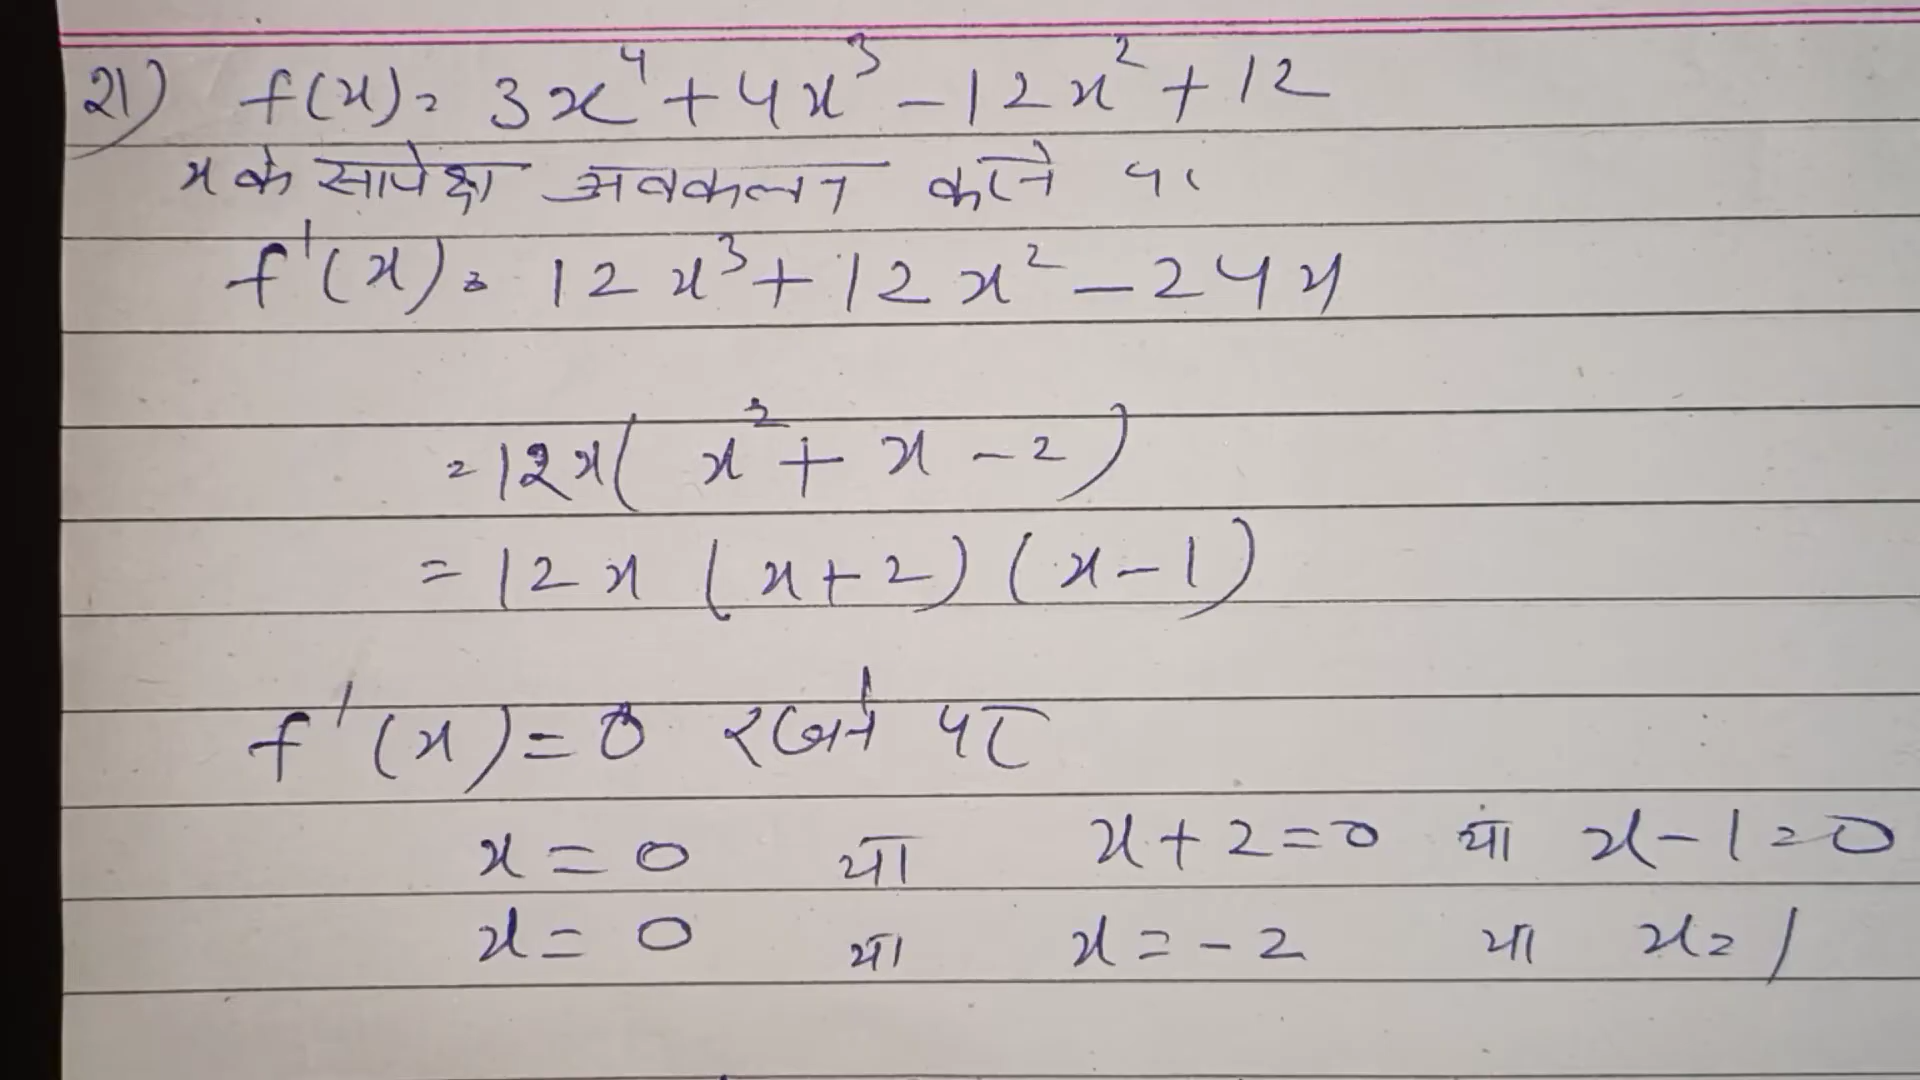 21) f(x) = 3x⁴ + 4x³ - 12x² + 12
x के सापेक्ष अवकलन करने पर
f'(x) = 12x³ + 12x² - 24x
= 12x( x² + x - 2 )
= 12x (x+2) (x-1)
f'(x) = 0 रखने पर
x = 0 या x + 2 = 0 या x - 1 = 0
x = 0 या x = - 2 या x = 1